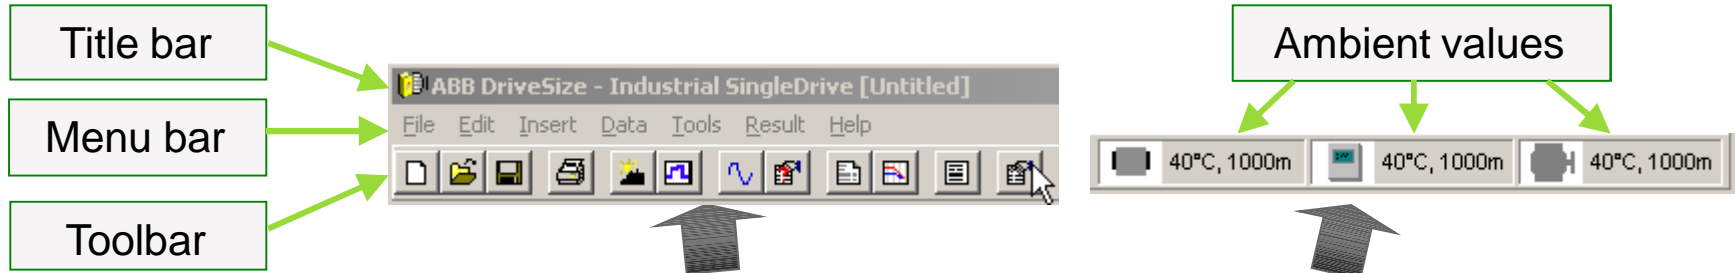 Title bar
Menu bar
Toolbar
ABB DriveSize - Industrial SingleDrive [Untitled]
File Edit Insert Data Tools Result Help
Ambient values
40°C, 1000m 40°C, 1000m 40°C, 1000m